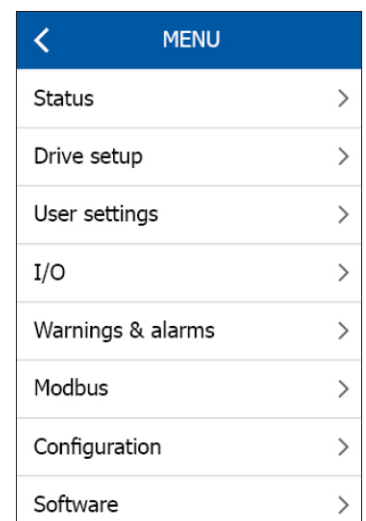 MENU
Status
Drive setup
User settings
I/O
Warnings & alarms
Modbus
Configuration
Software